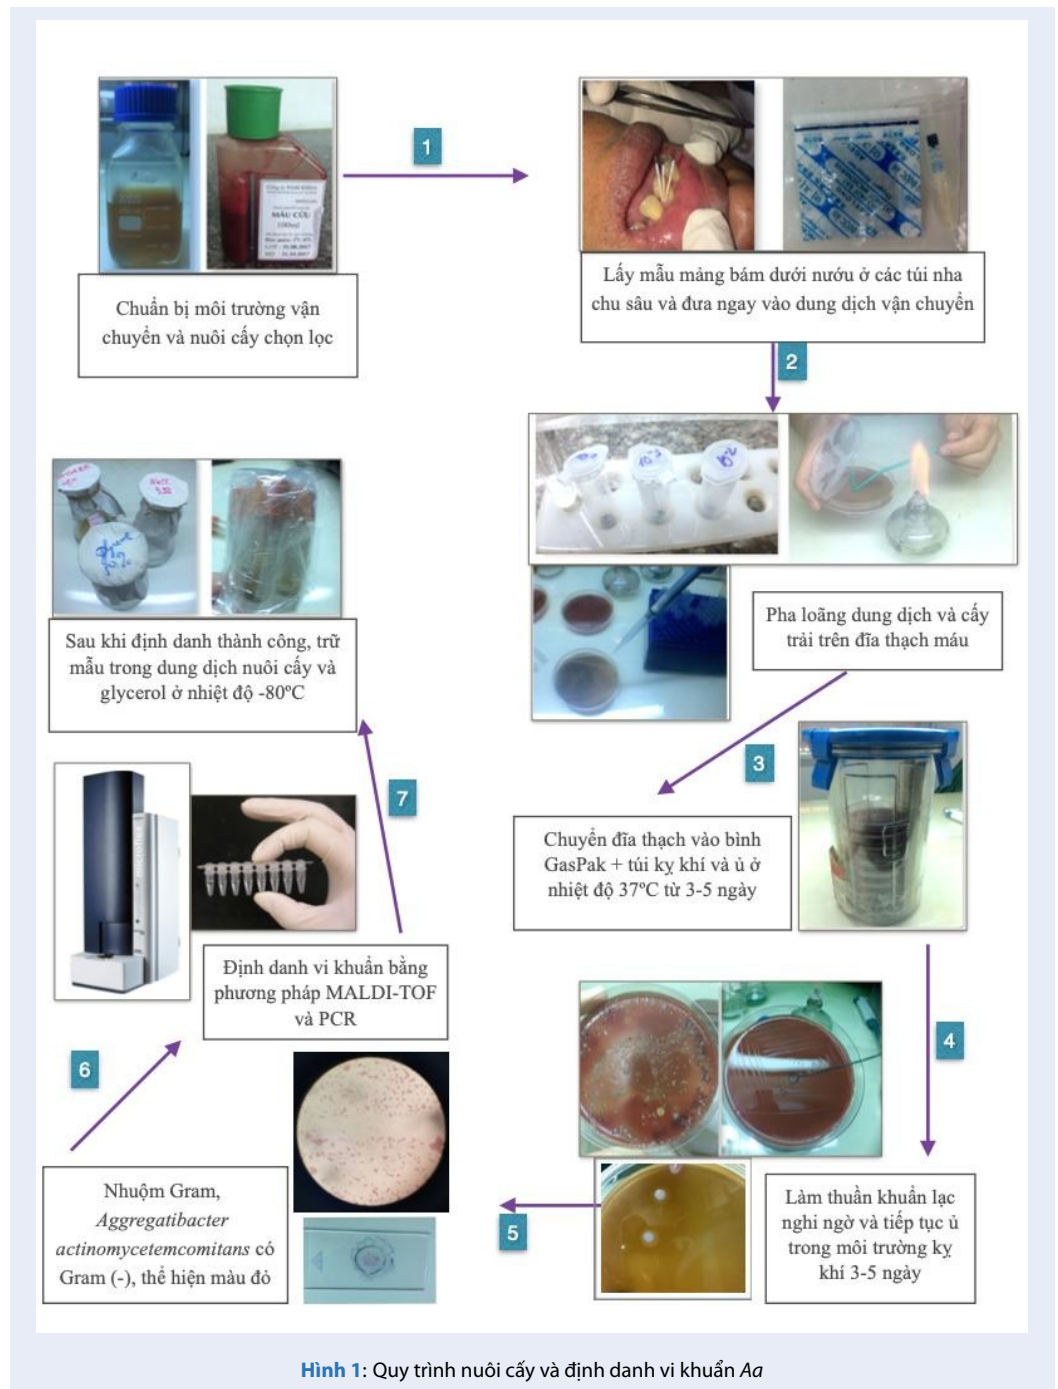 MÁU CỪU
1
Chuẩn bị môi trường vận
chuyển và nuôi cấy chọn lọc
Lấy mẫu mảng bám dưới nướu ở các túi nha
chu sâu và đưa ngay vào dung dịch vận chuyển
2
Pha loãng dung dịch và cấy
trải trên đĩa thạch máu
3
Chuyển đĩa thạch vào bình
GasPak + túi kỵ khí và ủ ở
nhiệt độ 37ºC từ 3-5 ngày
4
Làm thuần khuẩn lạc
nghi ngờ và tiếp tục ủ
trong môi trường kỵ
khí 3-5 ngày
5
Nhuộm Gram,
Aggregatibacter
actinomycetemcomitans có
Gram (-), thể hiện màu đỏ
6
Định danh vi khuẩn bằng
phương pháp MALDI-TOF
và PCR
7
Sau khi định danh thành công, trữ
mẫu trong dung dịch nuôi cấy và
glycerol ở nhiệt độ -80ºC
Hình 1: Quy trình nuôi cấy và định danh vi khuẩn Aa